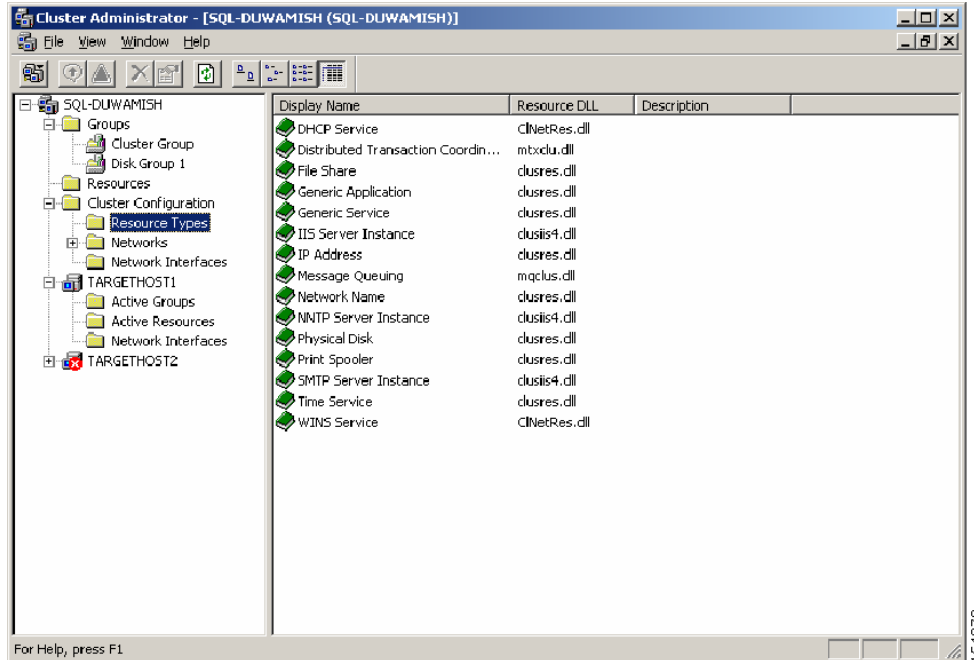 Cluster Administrator - [SQL-DUWAMISH (SQL-DUWAMISH)]
File View Window Help
SQL-DUWAMISH
Groups
Cluster Group
Disk Group 1
Resources
Cluster Configuration
Resource Types
Networks
Network Interfaces
TARGETHOST1
Active Groups
Active Resources
Network Interfaces
TARGETHOST2
Display Name Resource DLL Description
DHCP Service ClNetRes.dll
Distributed Transaction Coordin... mtxclu.dll
File Share clusres.dll
Generic Application clusres.dll
Generic Service clusres.dll
IIS Server Instance clusiis4.dll
IP Address clusres.dll
Message Queuing mqclus.dll
Network Name clusres.dll
NNTP Server Instance clusiis4.dll
Physical Disk clusres.dll
Print Spooler clusres.dll
SMTP Server Instance clusiis4.dll
Time Service clusres.dll
WINS Service ClNetRes.dll
For Help, press F1